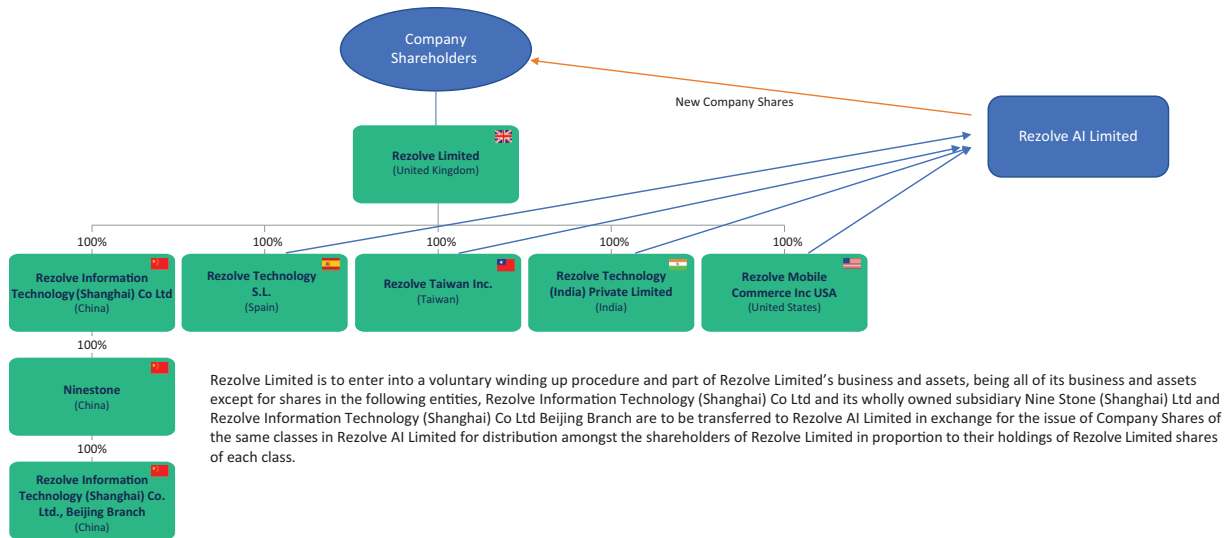 Company
Shareholders
New Company Shares
Rezolve AI Limited
Rezolve Limited
(United Kingdom)
100%
100%
100%
100%
100%
Rezolve Information
Technology (Shanghai) Co Ltd
(China)
Rezolve Technology
S.L.
(Spain)
Rezolve Taiwan Inc.
(Taiwan)
Rezolve Technology
(India) Private Limited
(India)
Rezolve Mobile
Commerce Inc USA
(United States)
100%
Ninestone
(China)
100%
Rezolve Information
Technology (Shanghai) Co.
Ltd., Beijing Branch
(China)
Rezolve Limited is to enter into a voluntary winding up procedure and part of Rezolve Limited's business and assets, being all of its business and assets
except for shares in the following entities, Rezolve Information Technology (Shanghai) Co Ltd and its wholly owned subsidiary Nine Stone (Shanghai) Ltd and
Rezolve Information Technology (Shanghai) Co Ltd Beijing Branch are to be transferred to Rezolve AI Limited in exchange for the issue of Company Shares of
the same classes in Rezolve AI Limited for distribution amongst the shareholders of Rezolve Limited in proportion to their holdings of Rezolve Limited shares
of each class.